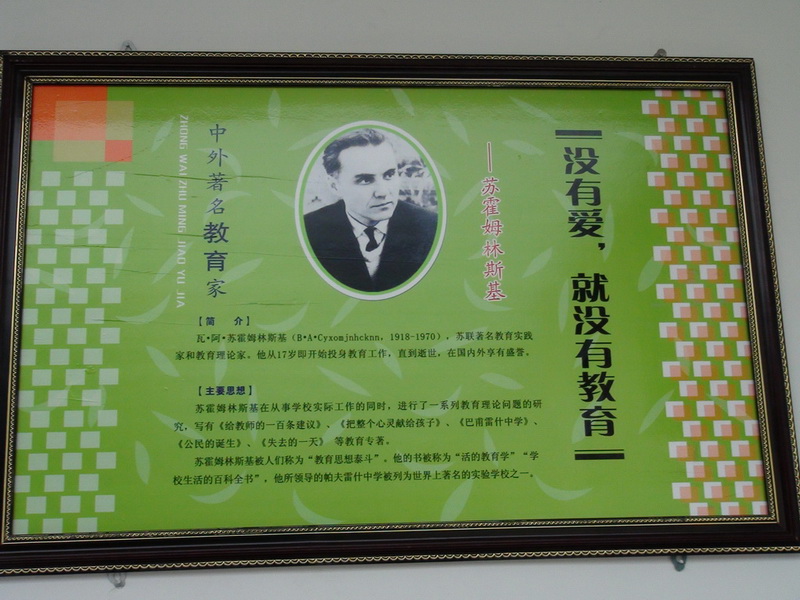 没有爱，就没有教育
——苏霍姆林斯基
中外著名教育家
ZHONG WAI ZHU MING JIAO YU JIA
【简 介】
瓦·阿·苏霍姆林斯基（B·A·Cyxomjnhcknn，1918-1970），苏联著名教育实践
家和教育理论家。他从17岁即开始投身教育工作，直到逝世，在国内外享有盛誉。
【主要思想】
苏霍姆林斯基在从事学校实际工作的同时，进行了一系列教育理论问题的研
究，写有《给教师的一百条建议》、《把整个心灵献给孩子》、《巴甫雷什中学》、
《公民的诞生》、《失去的一天》 等教育专著。
苏霍姆林斯基被人们称为“教育思想泰斗”。他的书被称为“活的教育学”“学
校生活的百科全书”，他所领导的帕夫雷什中学被列为世界上著名的实验学校之一。